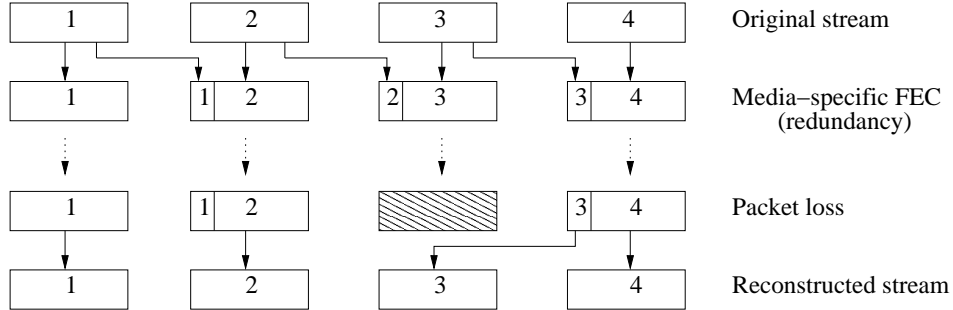 1 2 3 4 Original stream
1 1 2 2 3 3 4 Media−specific FEC
(redundancy)
1 1 2 3 4 Packet loss
1 2 3 4 Reconstructed stream